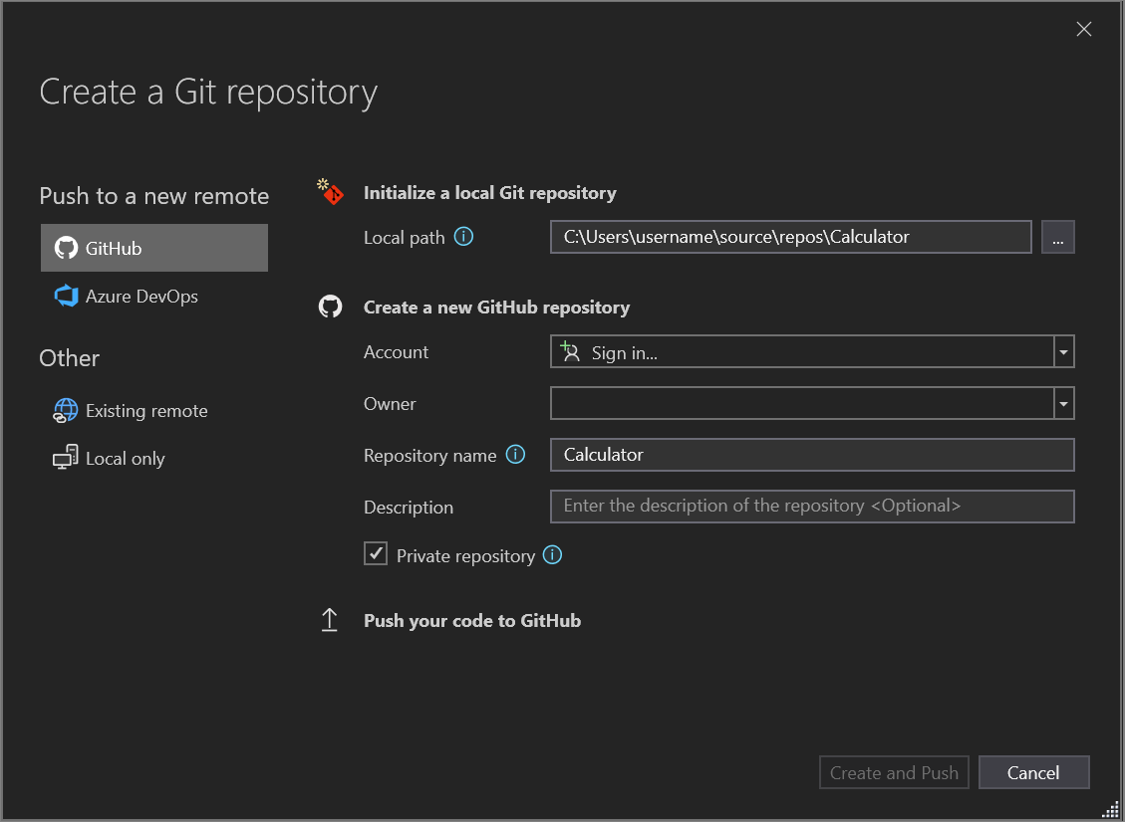 Create a Git repository
Push to a new remote
GitHub
Azure DevOps
Other
Existing remote
Local only
Initialize a local Git repository
Local path
C:\Users\username\source\repos\Calculator
...
Create a new GitHub repository
Account
Sign in...
Owner
Repository name
Calculator
Description
Enter the description of the repository <Optional>
Private repository
Push your code to GitHub
Create and Push
Cancel